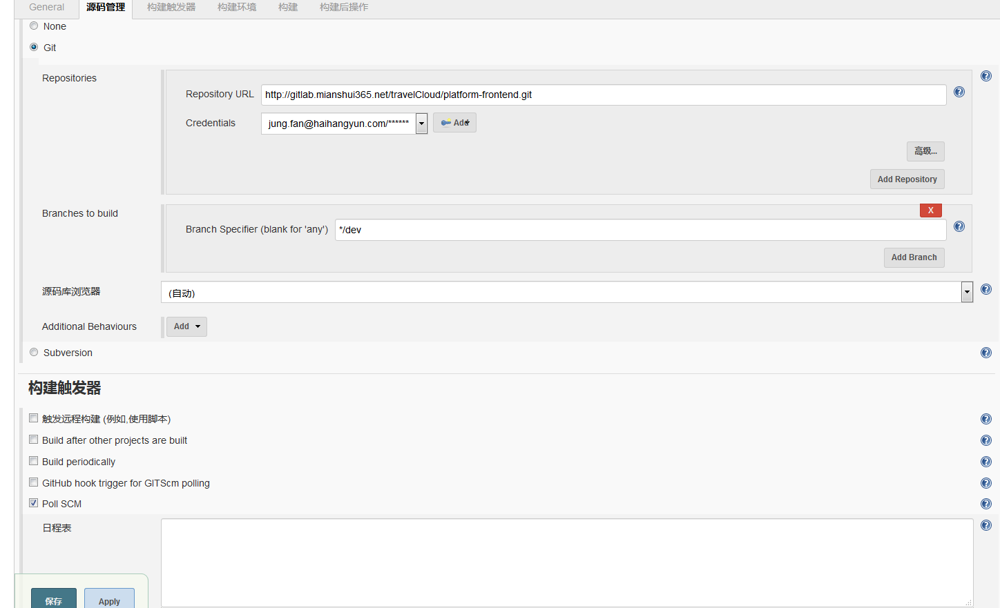 General 源码管理 构建触发器 构建环境 构建 构建后操作
None
Git
Repositories
Repository URL http://gitlab.mianshui365.net/travelCloud/platform-frontend.git
Credentials jung.fan@haihangyun.com/****** Add
高级...
Add Repository
Branches to build
X
Branch Specifier (blank for 'any') */dev
Add Branch
源码库浏览器 (自动)
Additional Behaviours Add
Subversion
构建触发器
触发远程构建 (例如,使用脚本)
Build after other projects are built
Build periodically
GitHub hook trigger for GITScm polling
Poll SCM
日程表
保存 Apply